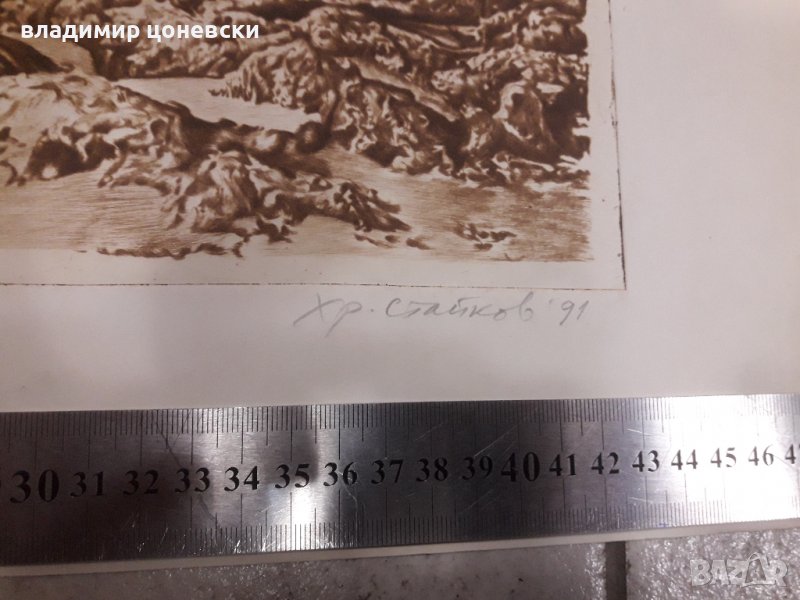 владимир цоневски
Хр. Стайков '91
30 31 32 33 34 35 36 37 38 39 40 41 42 43 44 45 46
BAZAR